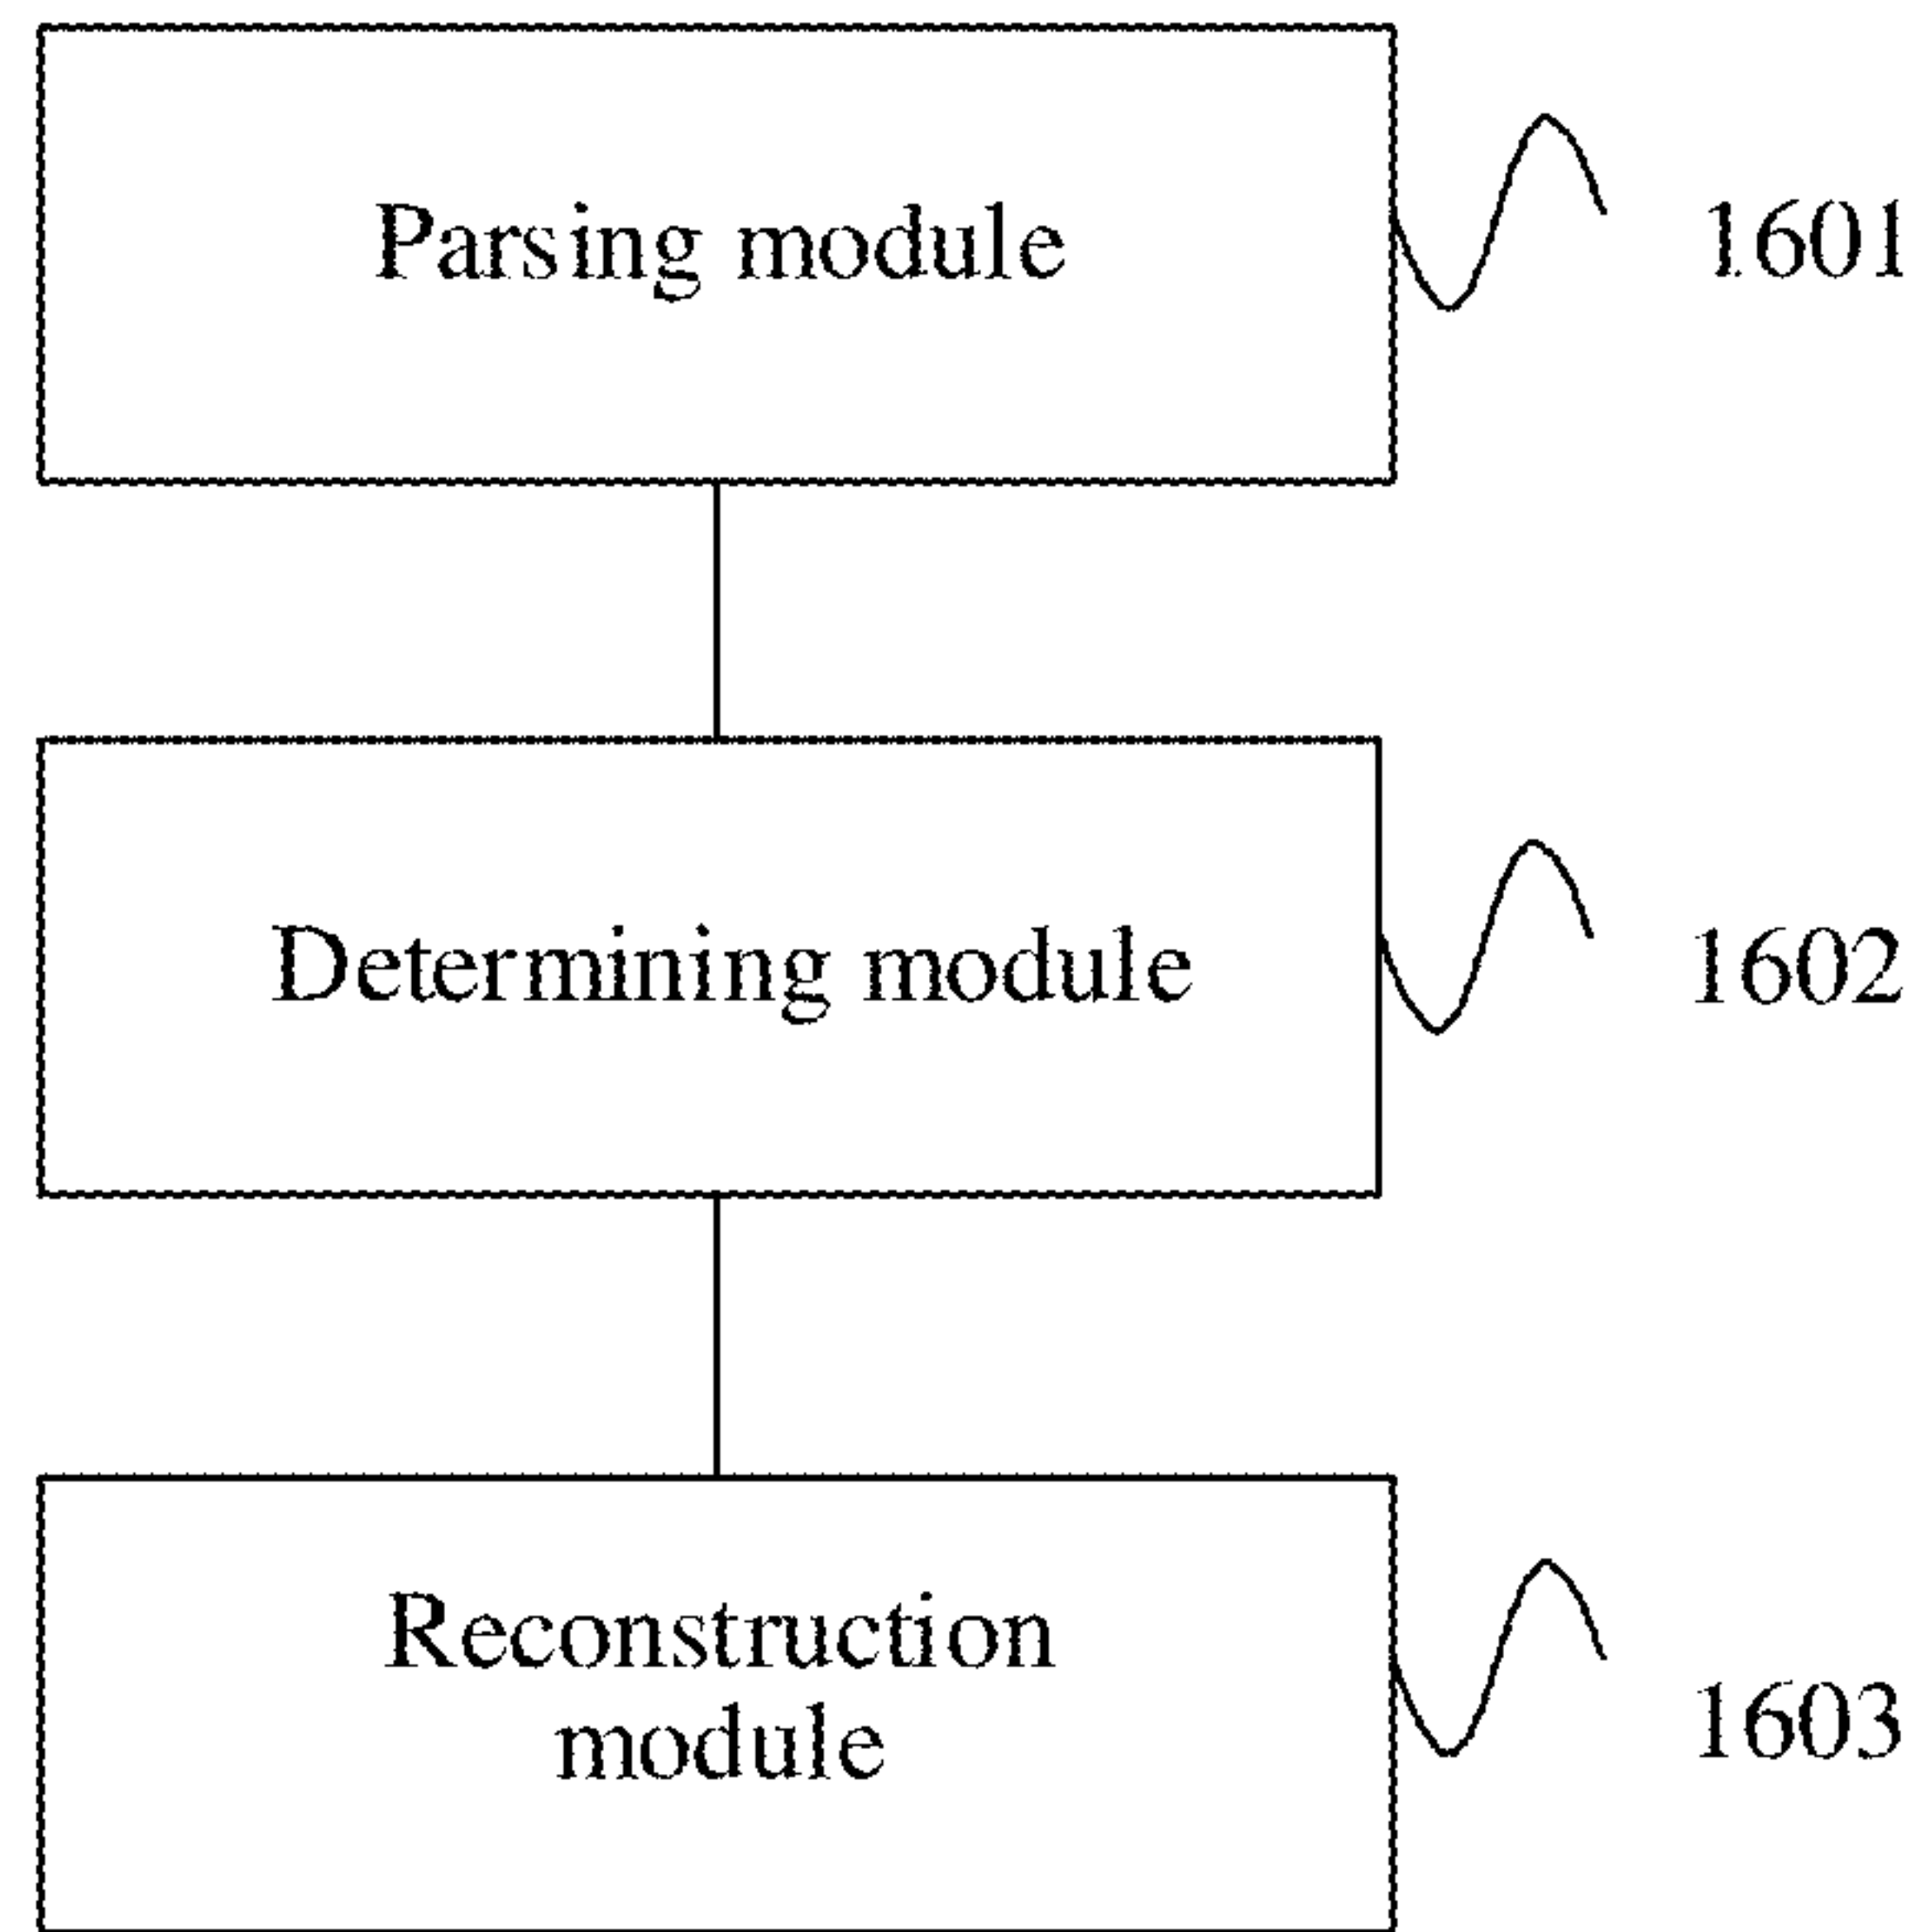 Parsing module
1601
Determining module
1602
Reconstruction
module
1603